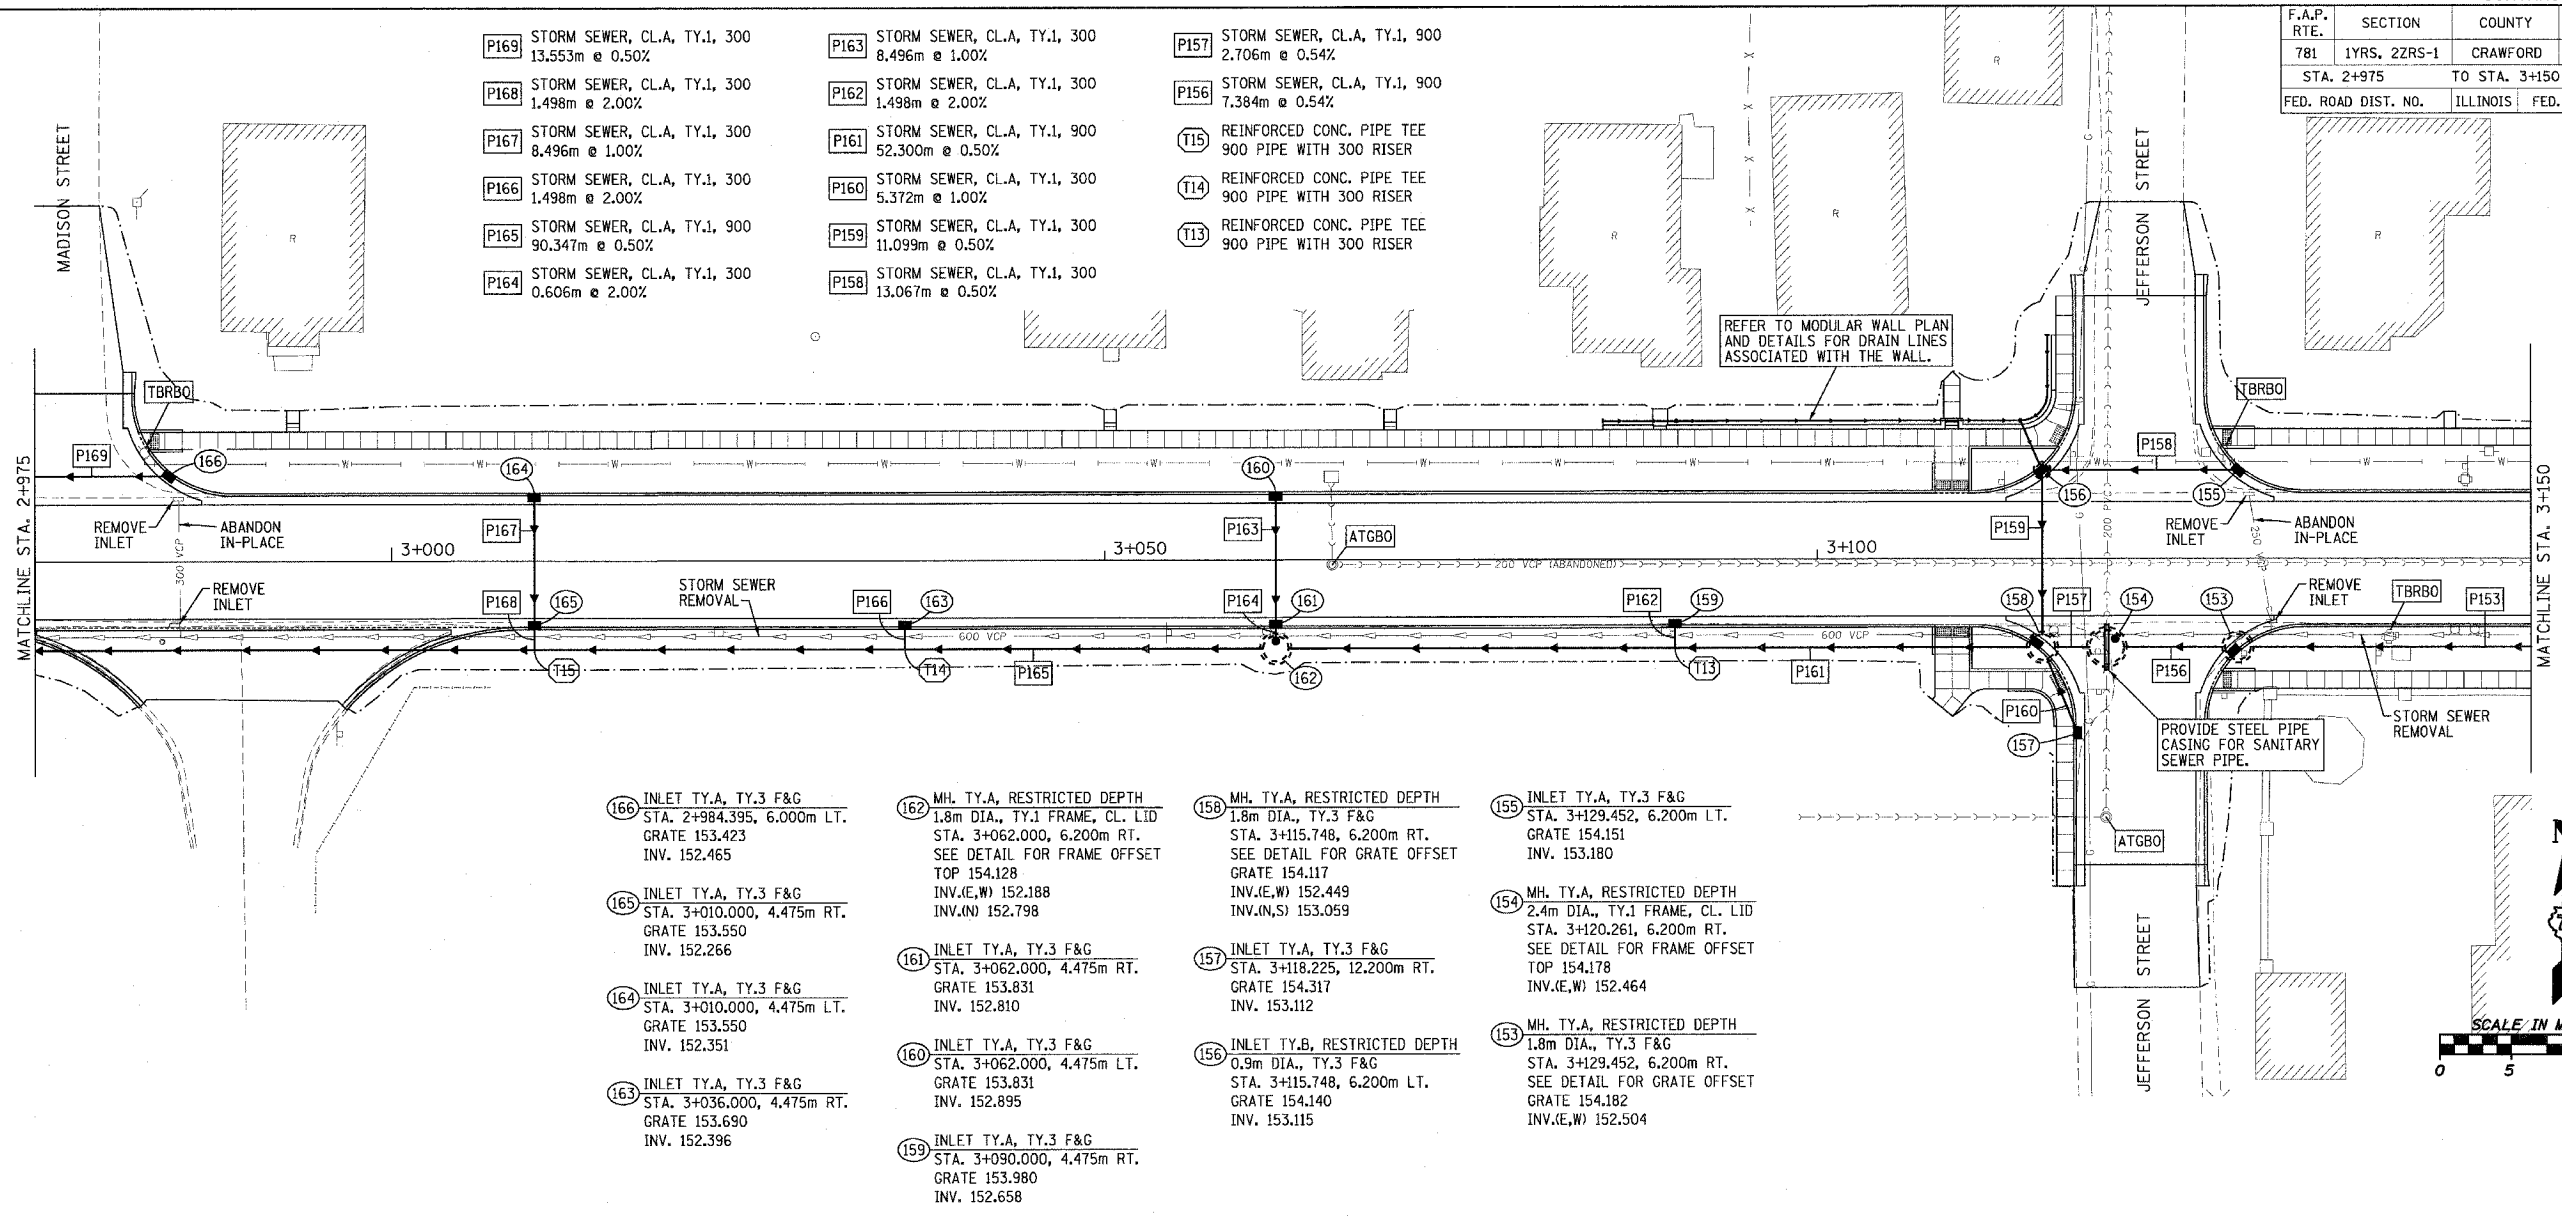 F.A.P. RTE.
SECTION
COUNTY
781
1YRS, 2ZRS-1
CRAWFORD
STA. 2+975
TO STA. 3+150
FED. ROAD DIST. NO.
ILLINOIS
FED.
P169
STORM SEWER, CL.A, TY.1, 300
13.553m @ 0.50%
P168
STORM SEWER, CL.A, TY.1, 300
1.498m @ 2.00%
P167
STORM SEWER, CL.A, TY.1, 300
8.496m @ 1.00%
P166
STORM SEWER, CL.A, TY.1, 300
1.498m @ 2.00%
P165
STORM SEWER, CL.A, TY.1, 900
90.347m @ 0.50%
P164
STORM SEWER, CL.A, TY.1, 300
0.606m @ 2.00%
P163
STORM SEWER, CL.A, TY.1, 300
8.496m @ 1.00%
P162
STORM SEWER, CL.A, TY.1, 300
1.498m @ 2.00%
P161
STORM SEWER, CL.A, TY.1, 900
52.300m @ 0.50%
P160
STORM SEWER, CL.A, TY.1, 300
5.372m @ 1.00%
P159
STORM SEWER, CL.A, TY.1, 300
11.099m @ 0.50%
P158
STORM SEWER, CL.A, TY.1, 300
13.067m @ 0.50%
P157
STORM SEWER, CL.A, TY.1, 900
2.706m @ 0.54%
P156
STORM SEWER, CL.A, TY.1, 900
7.384m @ 0.54%
T15
REINFORCED CONC. PIPE TEE
900 PIPE WITH 300 RISER
T14
REINFORCED CONC. PIPE TEE
900 PIPE WITH 300 RISER
T13
REINFORCED CONC. PIPE TEE
900 PIPE WITH 300 RISER
MADISON STREET
JEFFERSON STREET
R
R
R
R
R
REFER TO MODULAR WALL PLAN
AND DETAILS FOR DRAIN LINES
ASSOCIATED WITH THE WALL.
TBRBO
TBRBO
P169
166
164
160
P158
156
155
MATCHLINE STA. 2+975
MATCHLINE STA. 3+150
REMOVE INLET
ABANDON IN-PLACE
P167
P163
ATGBO
P159
200 VCP
REMOVE INLET
ABANDON IN-PLACE
3+000
3+050
3+100
300 VCP
250 VCP
200 VCP (ABANDONED)
REMOVE INLET
STORM SEWER REMOVAL
P168
165
P166
163
P164
161
P162
159
158
P157
154
153
REMOVE INLET
TBRBO
P153
600 VCP
600 VCP
T15
T14
P165
162
T13
P161
P156
P160
157
PROVIDE STEEL PIPE
CASING FOR SANITARY
SEWER PIPE.
STORM SEWER
REMOVAL
ATGBO
JEFFERSON STREET
166
INLET TY.A, TY.3 F&G
STA. 2+984.395, 6.000m LT.
GRATE 153.423
INV. 152.465
165
INLET TY.A, TY.3 F&G
STA. 3+010.000, 4.475m RT.
GRATE 153.550
INV. 152.266
164
INLET TY.A, TY.3 F&G
STA. 3+010.000, 4.475m LT.
GRATE 153.550
INV. 152.351
163
INLET TY.A, TY.3 F&G
STA. 3+036.000, 4.475m RT.
GRATE 153.690
INV. 152.396
162
MH. TY.A, RESTRICTED DEPTH
1.8m DIA., TY.1 FRAME, CL. LID
STA. 3+062.000, 6.200m RT.
SEE DETAIL FOR FRAME OFFSET
TOP 154.128
INV.(E,W) 152.188
INV.(N) 152.798
161
INLET TY.A, TY.3 F&G
STA. 3+062.000, 4.475m RT.
GRATE 153.831
INV. 152.810
160
INLET TY.A, TY.3 F&G
STA. 3+062.000, 4.475m LT.
GRATE 153.831
INV. 152.895
159
INLET TY.A, TY.3 F&G
STA. 3+090.000, 4.475m RT.
GRATE 153.980
INV. 152.658
158
MH. TY.A, RESTRICTED DEPTH
1.8m DIA., TY.3 F&G
STA. 3+115.748, 6.200m RT.
SEE DETAIL FOR GRATE OFFSET
GRATE 154.117
INV.(E,W) 152.449
INV.(N,S) 153.059
157
INLET TY.A, TY.3 F&G
STA. 3+118.225, 12.200m RT.
GRATE 154.317
INV. 153.112
156
INLET TY.B, RESTRICTED DEPTH
0.9m DIA., TY.3 F&G
STA. 3+115.748, 6.200m LT.
GRATE 154.140
INV. 153.115
155
INLET TY.A, TY.3 F&G
STA. 3+129.452, 6.200m LT.
GRATE 154.151
INV. 153.180
154
MH. TY.A, RESTRICTED DEPTH
2.4m DIA., TY.1 FRAME, CL. LID
STA. 3+120.261, 6.200m RT.
SEE DETAIL FOR FRAME OFFSET
TOP 154.178
INV.(E,W) 152.464
153
MH. TY.A, RESTRICTED DEPTH
1.8m DIA., TY.3 F&G
STA. 3+129.452, 6.200m RT.
SEE DETAIL FOR GRATE OFFSET
GRATE 154.182
INV.(E,W) 152.504
SCALE IN
0 5